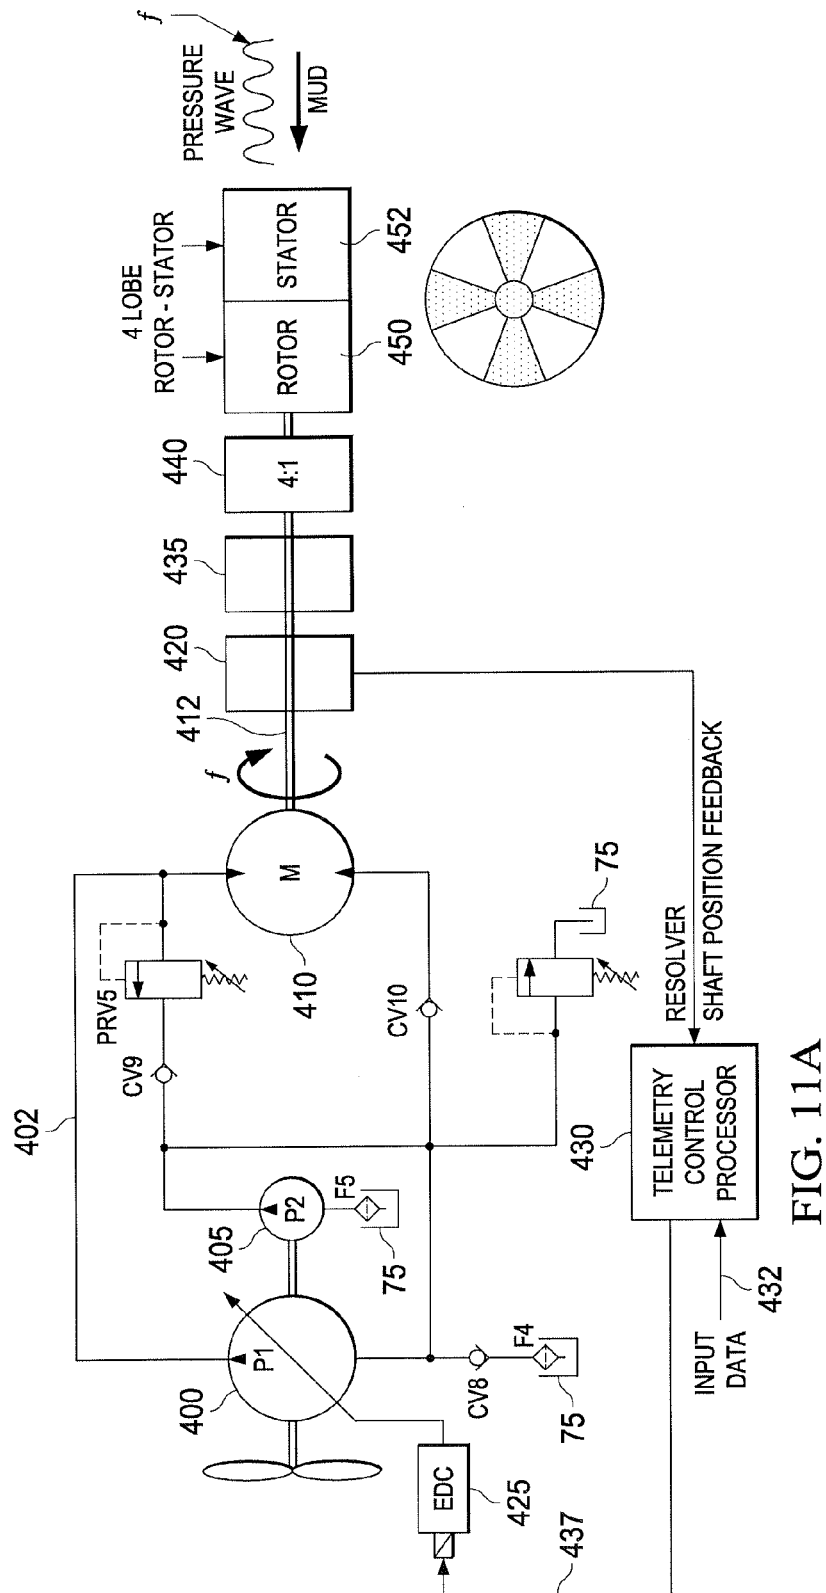 f
PRESSURE
WAVE
MUD
4 LOBE
ROTOR - STATOR
STATOR
452
ROTOR
450
440
4:1
435
420
412
f
M
410
PRV5
CV9
CV10
75
402
P2
405
F5
75
P1
400
CV8
F4
75
EDC
425
437
RESOLVER
SHAFT POSITION FEEDBACK
430
TELEMETRY
CONTROL
PROCESSOR
432
INPUT
DATA
FIG. 11A